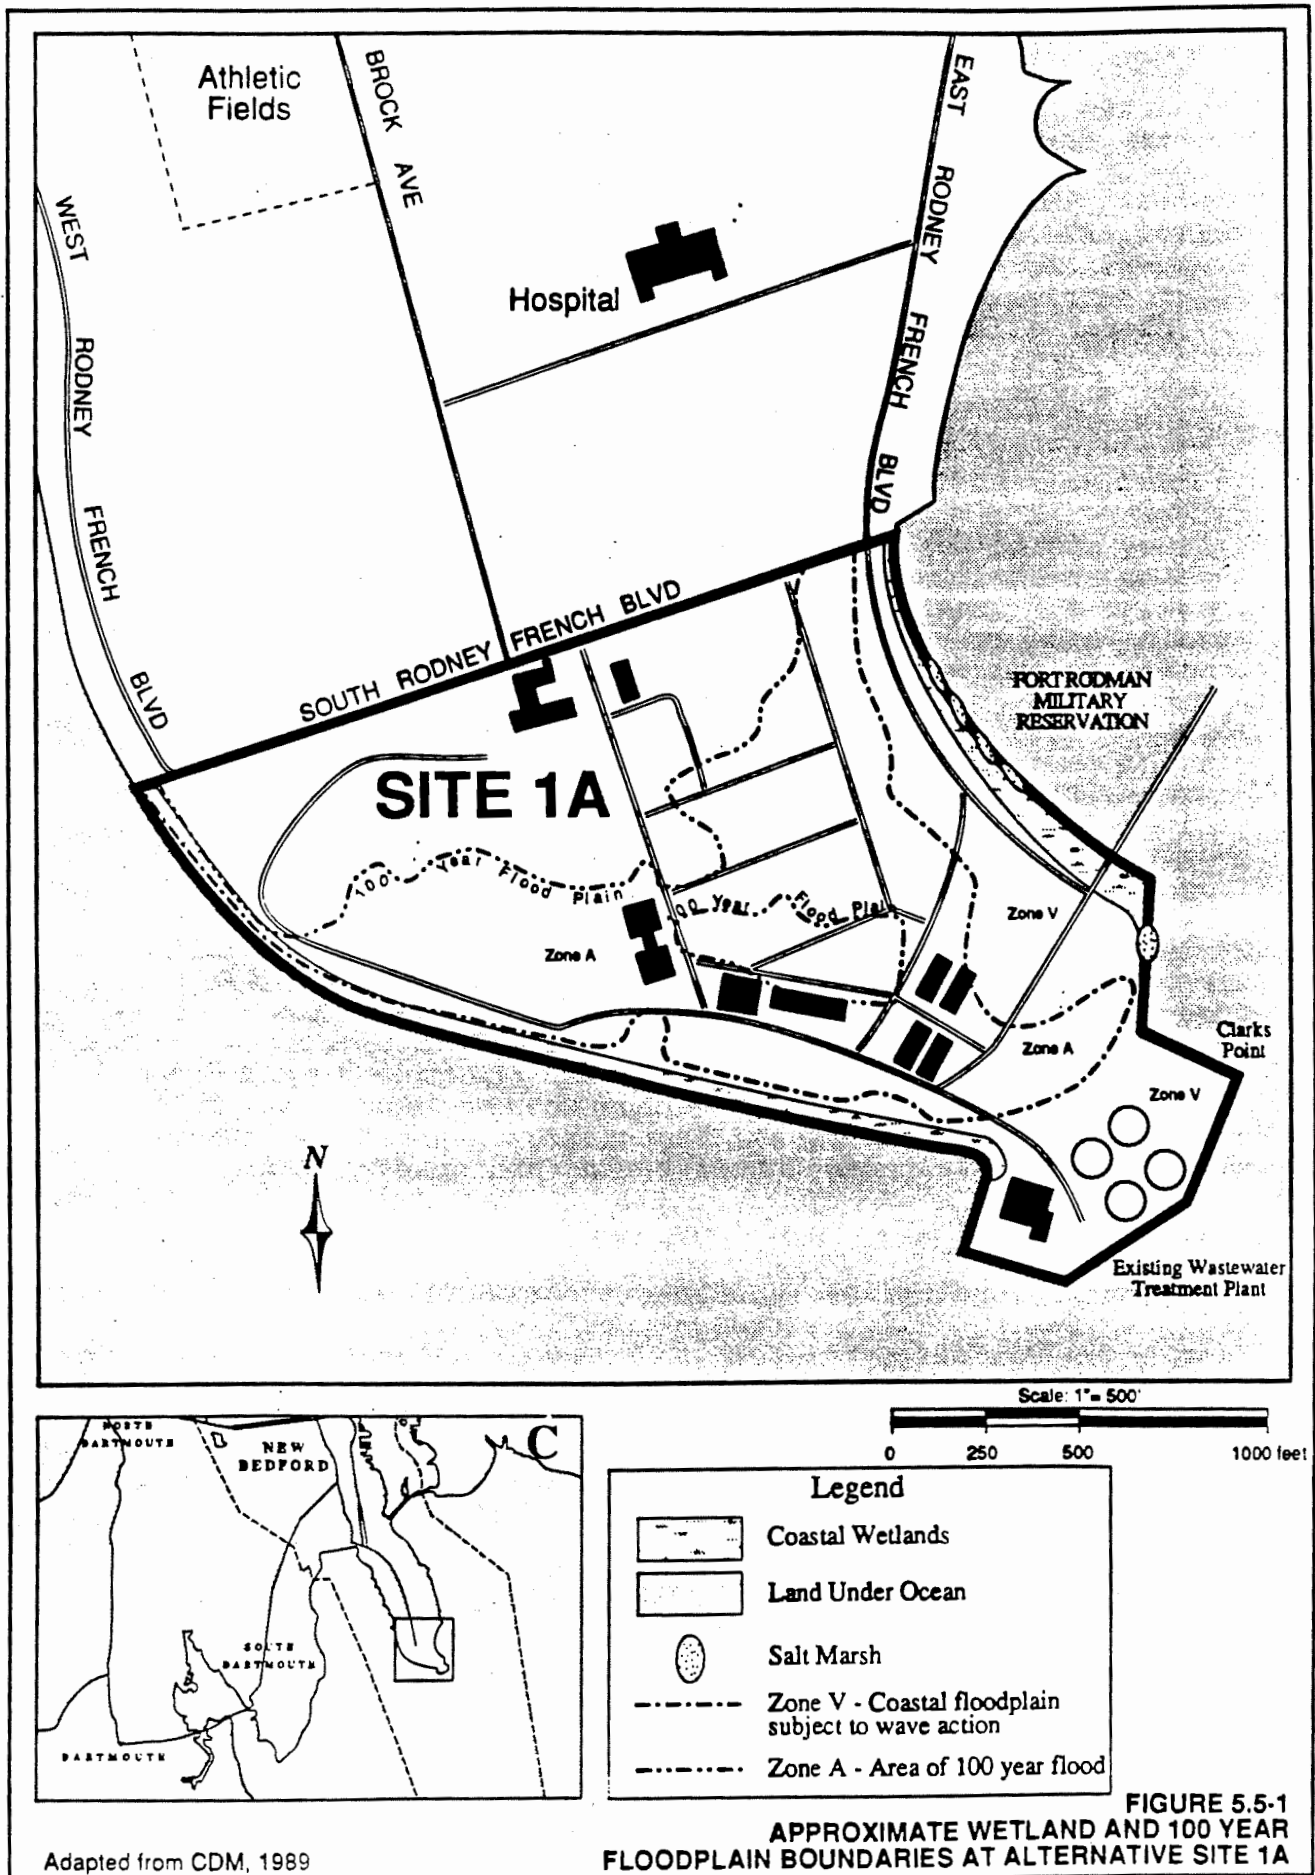 Athletic
Fields
BROCK AVE
EAST RODNEY FRENCH BLVD
WEST RODNEY FRENCH BLVD
Hospital
SOUTH RODNEY FRENCH BLVD
FORT RODMAN
MILITARY
RESERVATION
SITE 1A
100 Year Flood Plain
100 Year Flood Plain
Zone V
Zone A
Zone A
Clarks
Point
Zone V
N
Existing Wastewater
Treatment Plant
Scale: 1"= 500'
0 250 500 1000 feet
C
NORTH
DARTMOUTH
NEW
BEDFORD
SOUTH
DARTMOUTH
DARTMOUTH
Legend
Coastal Wetlands
Land Under Ocean
Salt Marsh
Zone V - Coastal floodplain
subject to wave action
Zone A - Area of 100 year flood
FIGURE 5.5-1
APPROXIMATE WETLAND AND 100 YEAR
FLOODPLAIN BOUNDARIES AT ALTERNATIVE SITE 1A
Adapted from CDM, 1989